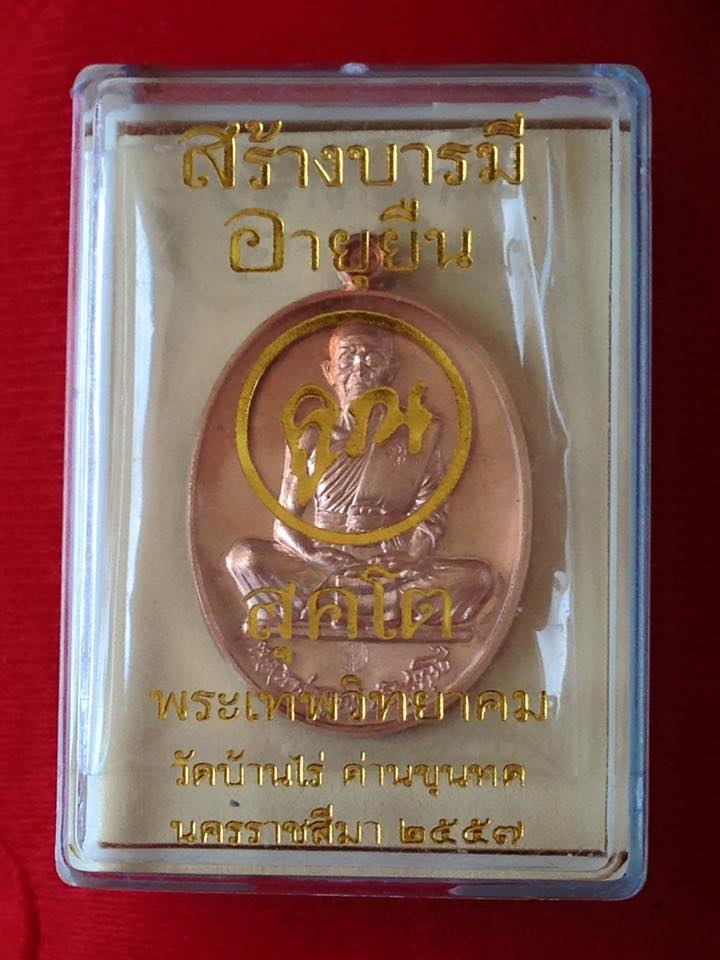 สร้างบารมี
อายุยืน
คูณ
สุคโต
พระเทพวิทยาคม
วัดบ้านไร่ ด่านขุนทด
นครราชสีมา ๒๕๕๗